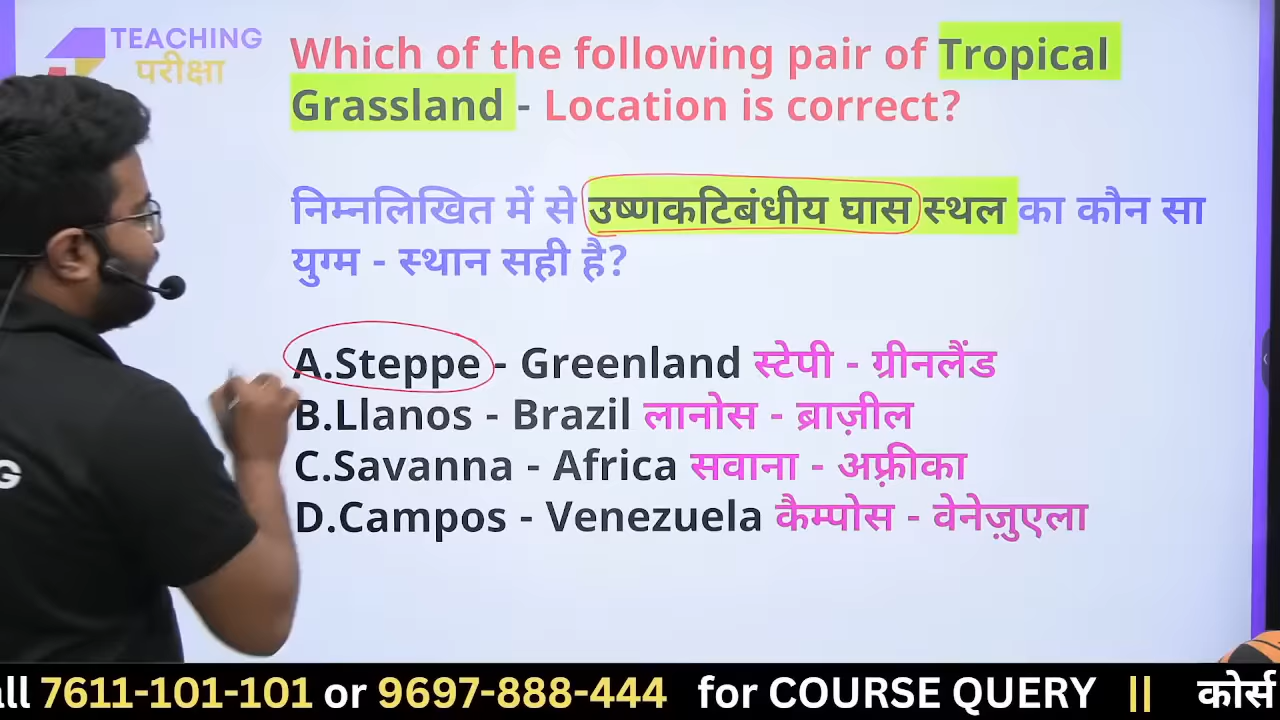 TEACHING
परीक्षा
Which of the following pair of Tropical
Grassland - Location is correct?
निम्नलिखित में से उष्णकटिबंधीय घास स्थल का कौन सा
युग्म - स्थान सही है?
A.Steppe - Greenland स्टेपी - ग्रीनलैंड
B.Llanos - Brazil लानोस - ब्राज़ील
C.Savanna - Africa सवाना - अफ़्रीका
D.Campos - Venezuela कैम्पोस - वेनेज़ुएला
G
7611-101-101 or 9697-888-444 for COURSE QUERY || कोर्स